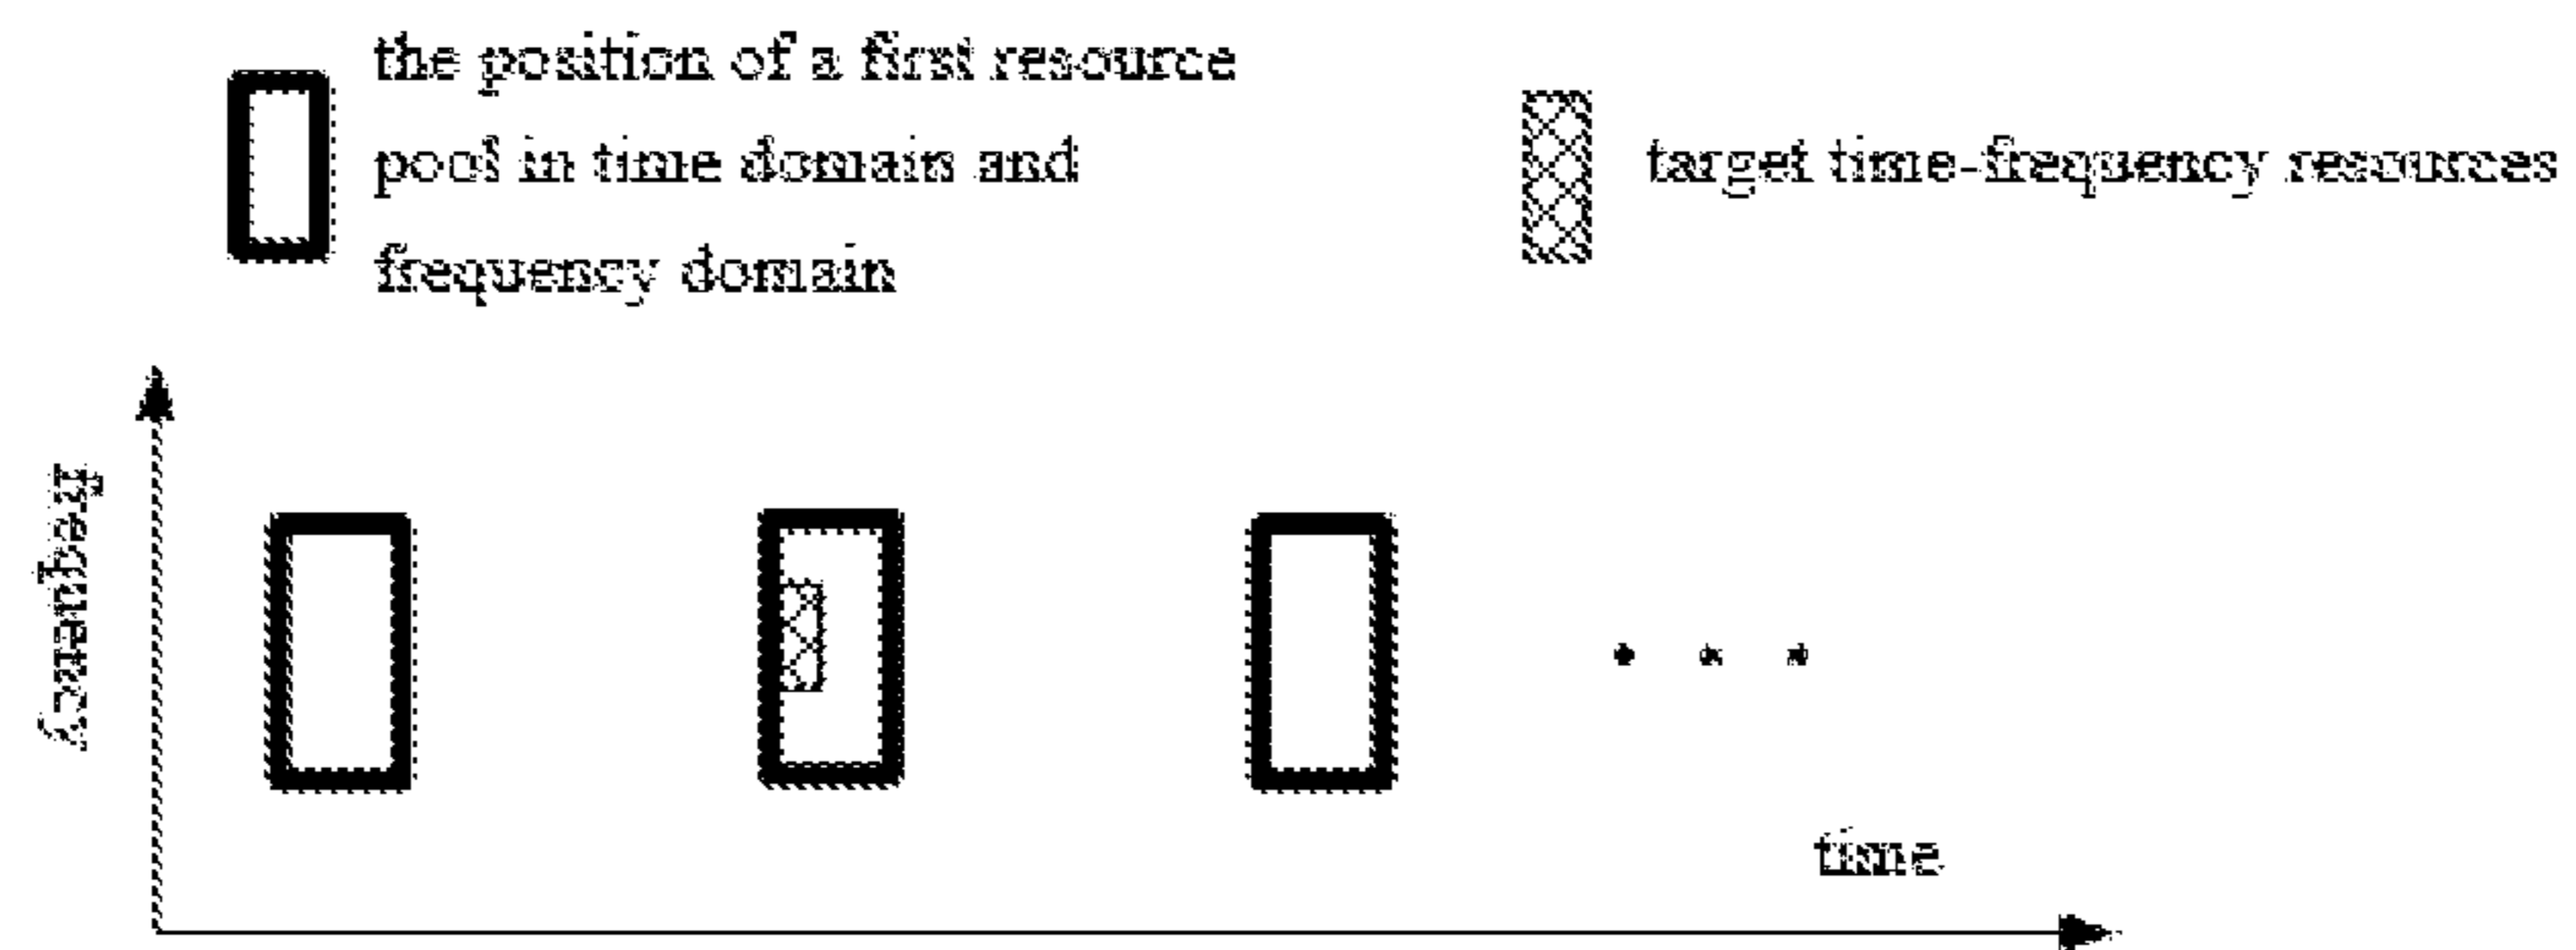 the position of a first resource
pool in time domain and
frequency domain
target time-frequency resources
frequency
time